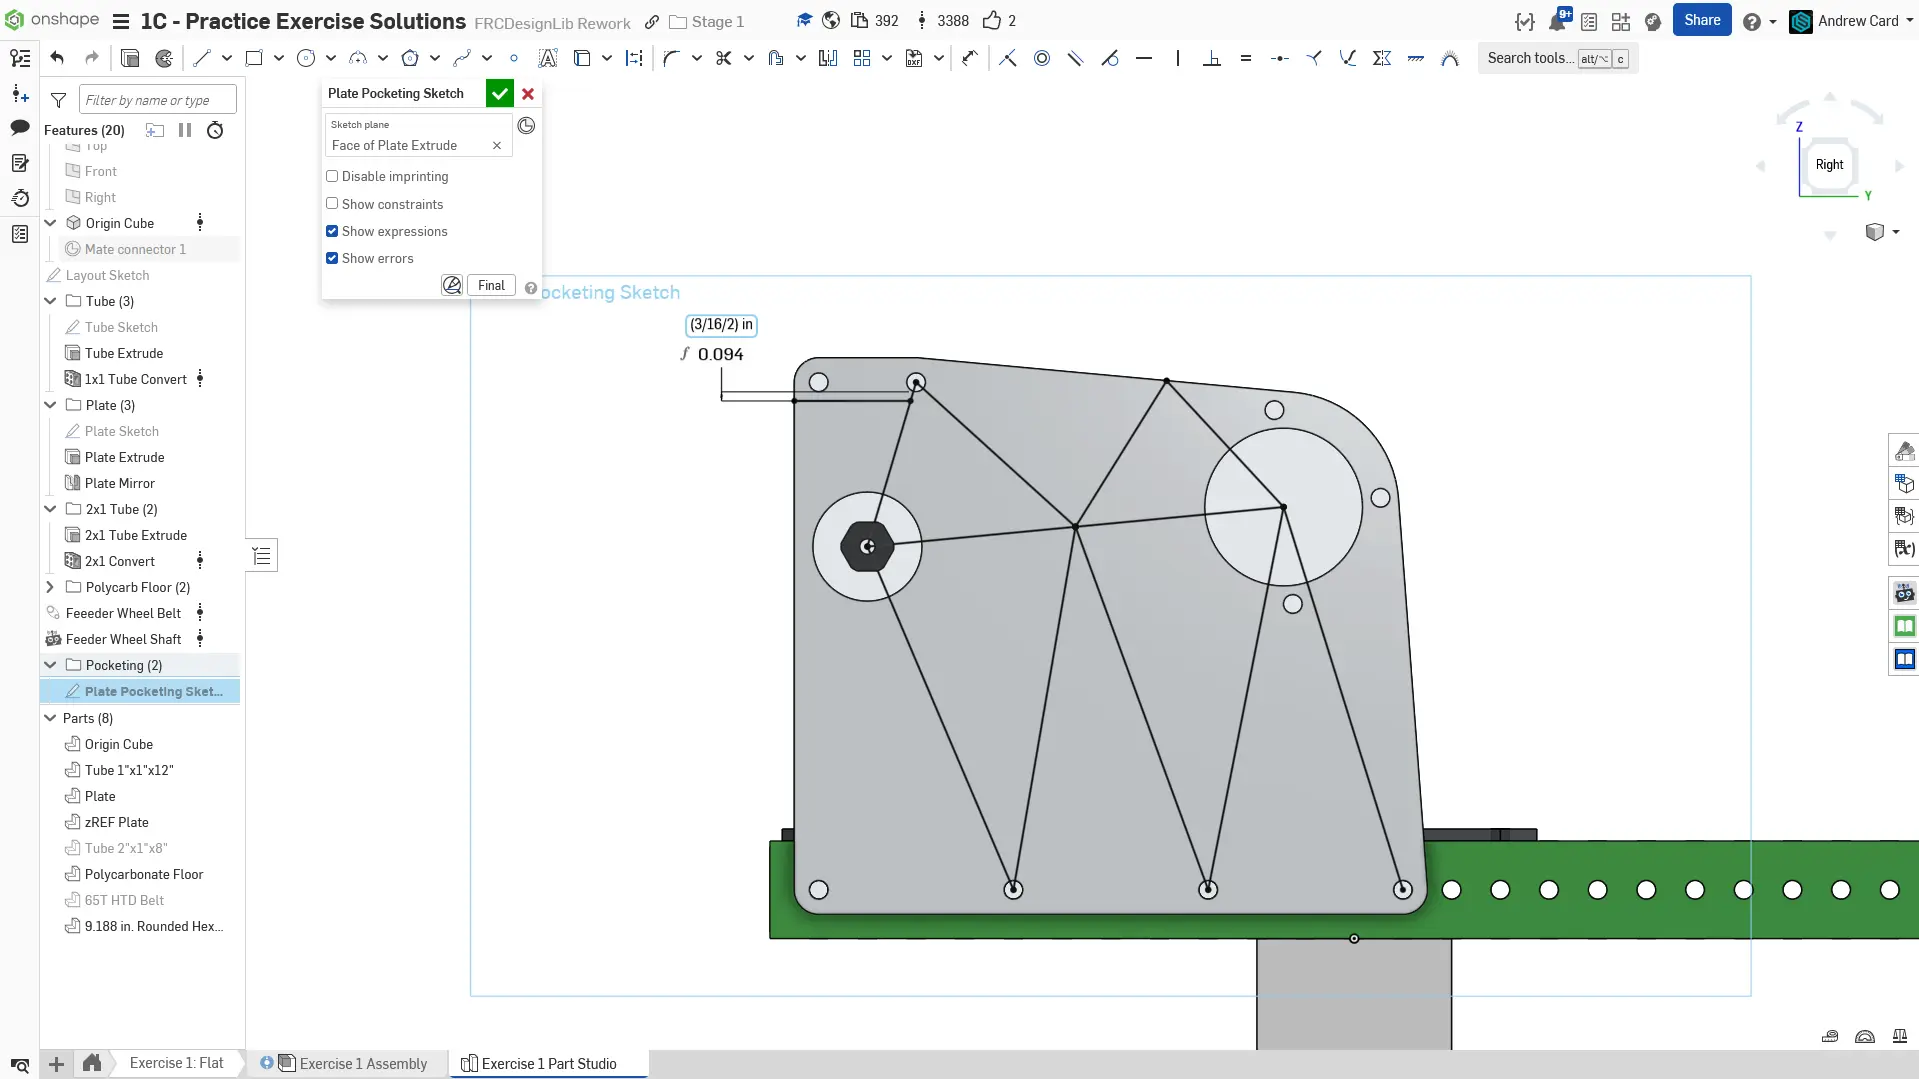 onshape
1C - Practice Exercise Solutions
FRCDesignLib Rework
Stage 1
392
3388
2
9+
Share
Andrew Card
Search tools...
alt/⌥
c
Filter by name or type
Features (20)
Top
Front
Right
Origin Cube
Mate connector 1
Layout Sketch
Tube (3)
Tube Sketch
Tube Extrude
1x1 Tube Convert
Plate (3)
Plate Sketch
Plate Extrude
Plate Mirror
2x1 Tube (2)
2x1 Tube Extrude
2x1 Convert
Polycarb Floor (2)
Feeeder Wheel Belt
Feeder Wheel Shaft
Pocketing (2)
Plate Pocketing Sket...
Parts (8)
Origin Cube
Tube 1"x1"x12"
Plate
zREF Plate
Tube 2"x1"x8"
Polycarbonate Floor
65T HTD Belt
9.188 in. Rounded Hex...
Plate Pocketing Sketch
Sketch plane
Face of Plate Extrude
Disable imprinting
Show constraints
Show expressions
Show errors
Final
ocketing Sketch
(3/16/2) in
ƒ 0.094
Z
Right
Y
Exercise 1: Flat
Exercise 1 Assembly
Exercise 1 Part Studio